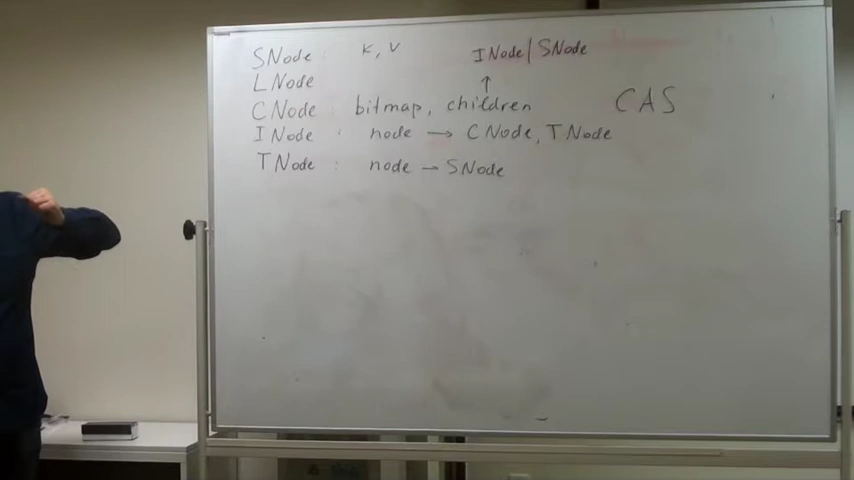 SNode : K, V INode | SNode
LNode ↑
CNode : bitmap, children CAS
INode : node → CNode, TNode
TNode : node → SNode